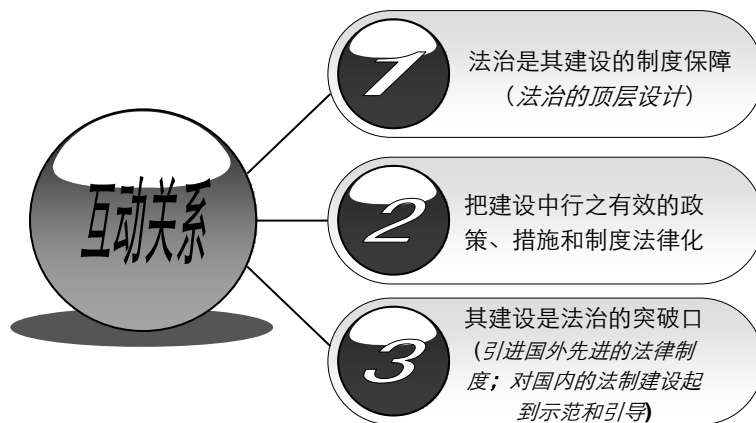 互动关系
1
法治是其建设的制度保障
（法治的顶层设计）
2
把建设中行之有效的政
策、措施和制度法律化
3
其建设是法治的突破口
(引进国外先进的法律制
度；对国内的法制建设起
到示范和引导)